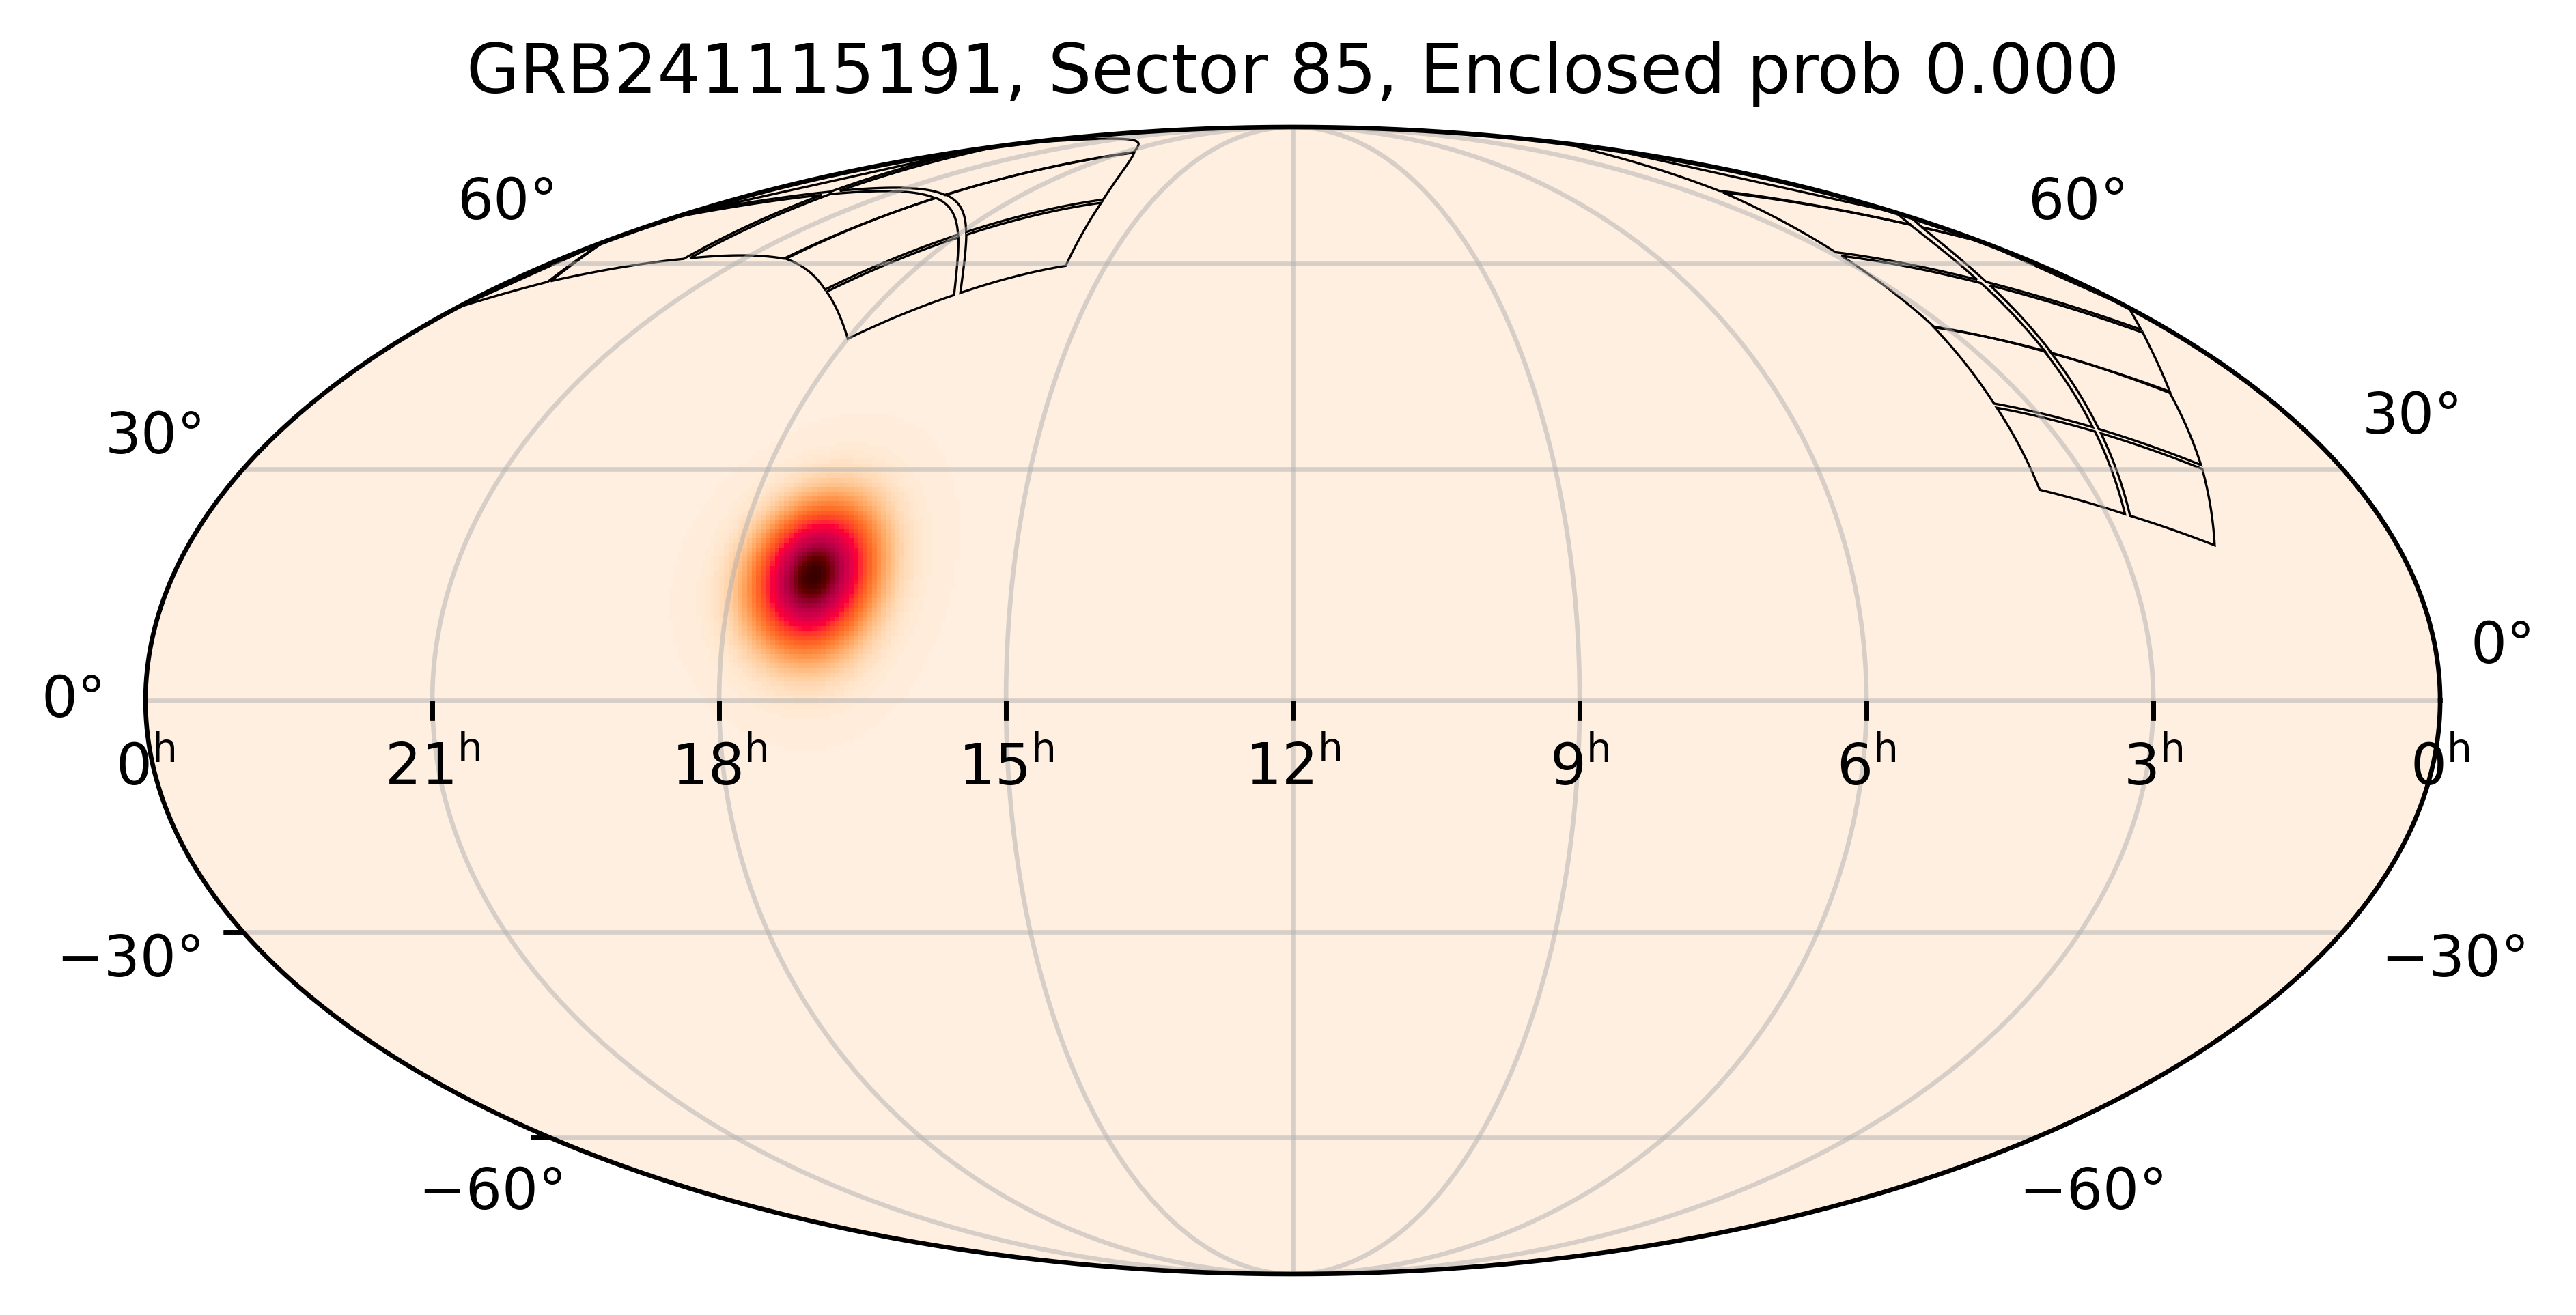 GRB241115191, Sector 85, Enclosed prob 0.000
60° 60°
30° 30°
0° 0°
0ʰ 21ʰ 18ʰ 15ʰ 12ʰ 9ʰ 6ʰ 3ʰ 0ʰ
−30° −30°
−60° −60°